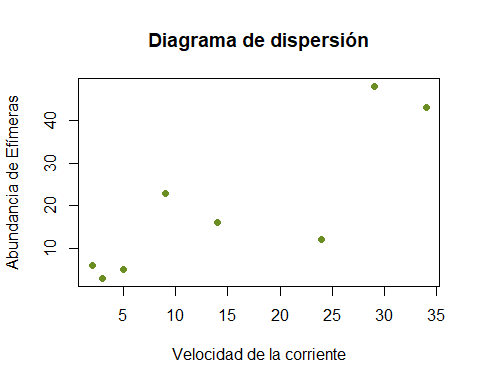 Diagrama de dispersión
Abundancia de Efímeras
40
30
20
10
5 10 15 20 25 30 35
Velocidad de la corriente